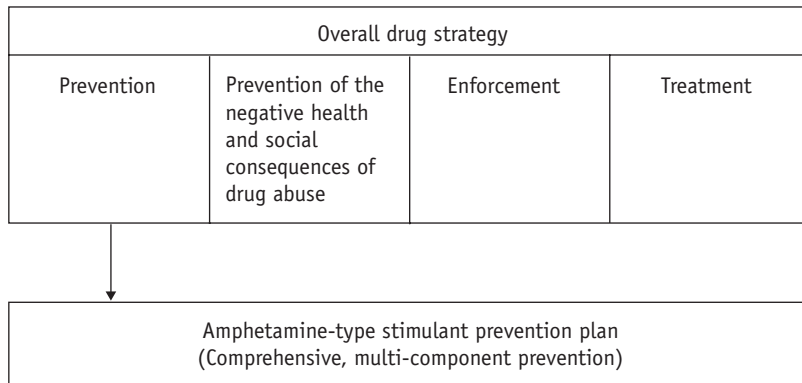 Overall drug strategy
Prevention
Prevention of the
negative health
and social
consequences of
drug abuse
Enforcement
Treatment
Amphetamine-type stimulant prevention plan
(Comprehensive, multi-component prevention)